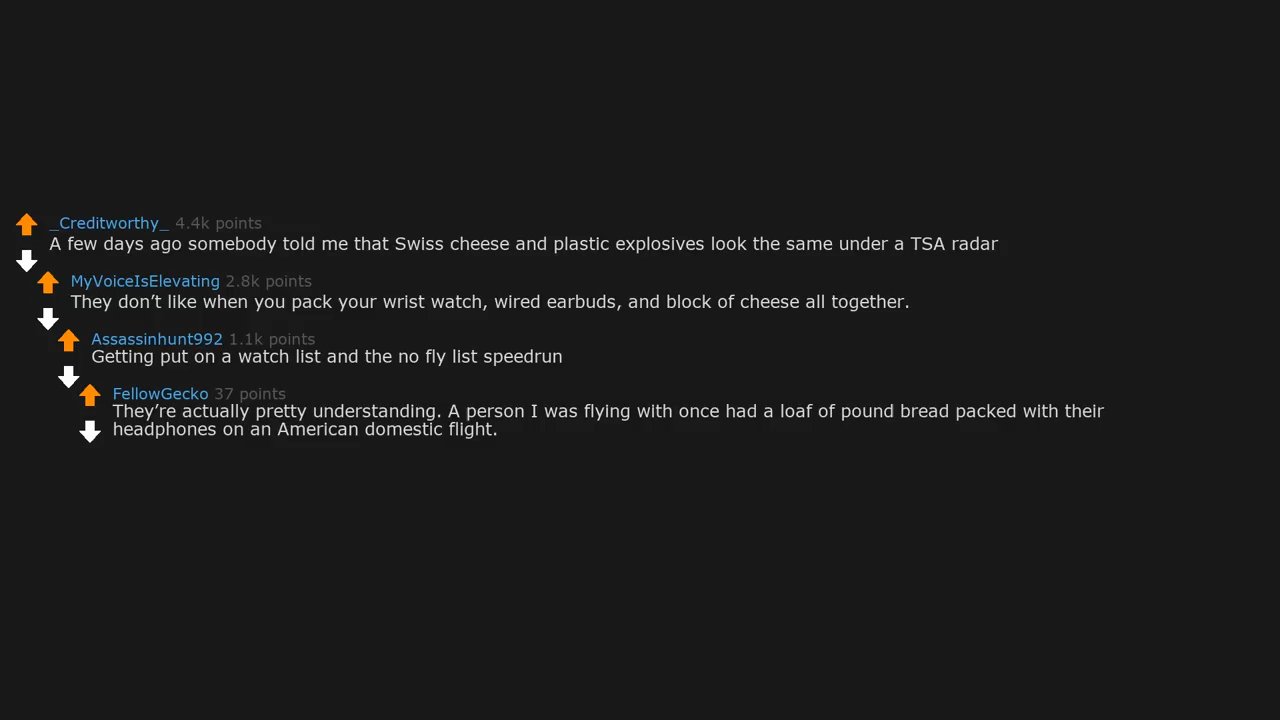 _Creditworthy_ 4.4k points
A few days ago somebody told me that Swiss cheese and plastic explosives look the same under a TSA radar
MyVoiceIsElevating 2.8k points
They don’t like when you pack your wrist watch, wired earbuds, and block of cheese all together.
Assassinhunt992 1.1k points
Getting put on a watch list and the no fly list speedrun
FellowGecko 37 points
They’re actually pretty understanding. A person I was flying with once had a loaf of pound bread packed with their
headphones on an American domestic flight.